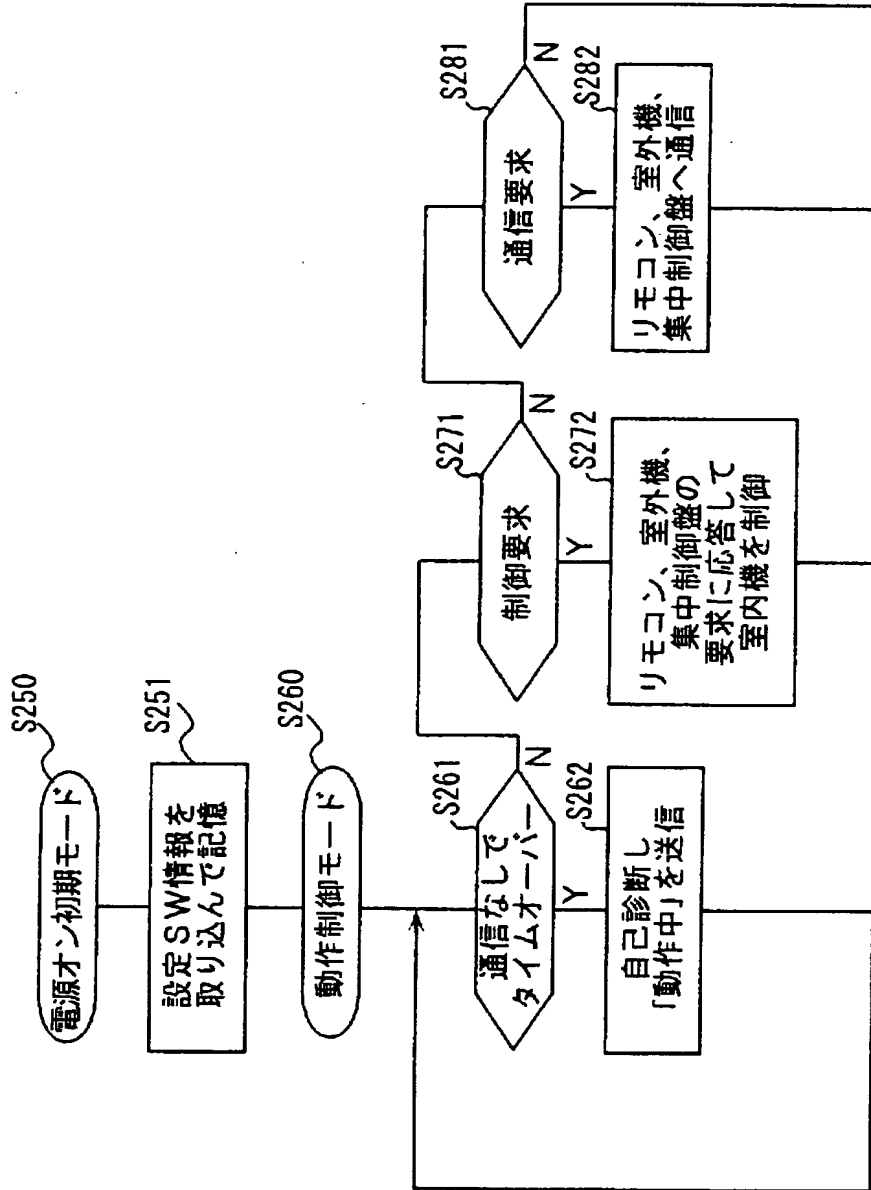 電源オン初期モード
S250
設定SW情報を
取り込んで記憶
S251
動作制御モード
S260
通信なしで
タイムオーバー
S261
N
Y
自己診断し
「動作中」を送信
S262
制御要求
S271
N
Y
リモコン、室外機、
集中制御盤の
要求に応答して
室内機を制御
S272
通信要求
S281
N
Y
リモコン、室外機、
集中制御盤へ通信
S282